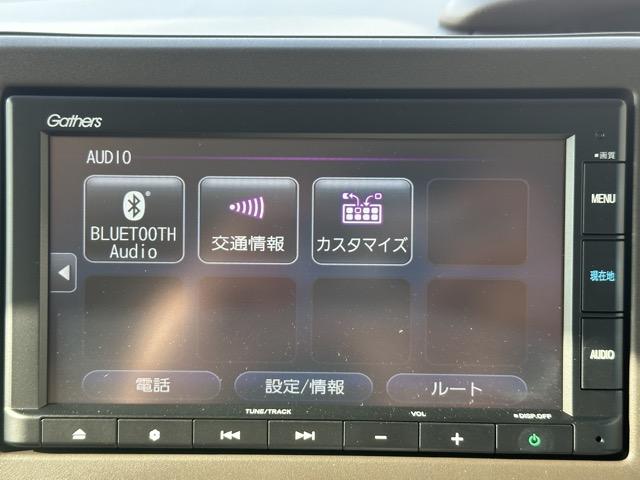 Gathers
■画質
AUDIO
BLUETOOTH
Audio
交通情報
カスタマイズ
MENU
現在地
AUDIO
電話
設定/情報
ルート
TUNE/TRACK
VOL
■DISP.OFF